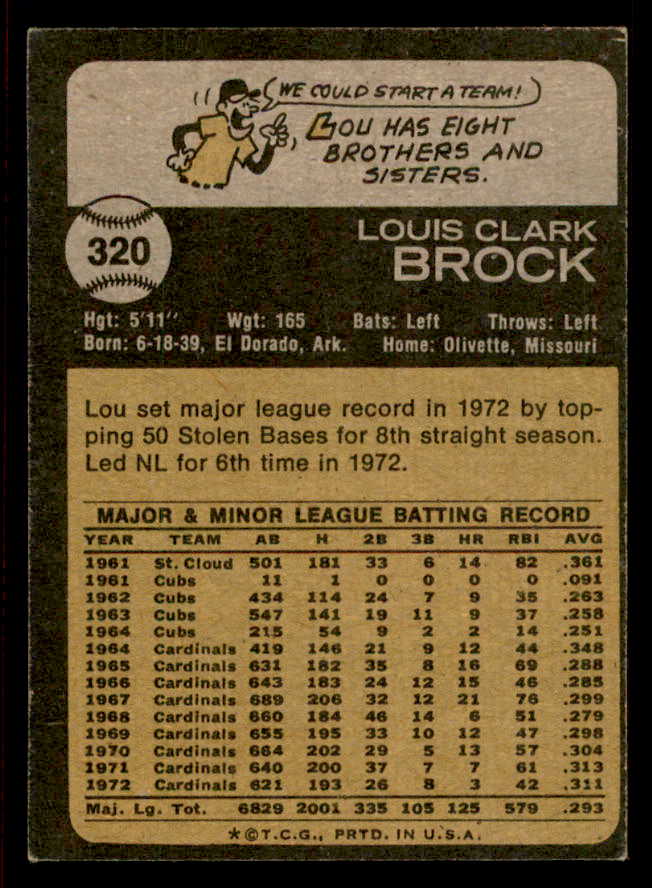 WE COULD START A TEAM!
LOU HAS EIGHT
BROTHERS AND
SISTERS.
320
LOUIS CLARK
BROCK
Hgt: 5'11" Wgt: 165 Bats: Left Throws: Left
Born: 6-18-39, El Dorado, Ark. Home: Olivette, Missouri
Lou set major league record in 1972 by top-
ping 50 Stolen Bases for 8th straight season.
Led NL for 6th time in 1972.
MAJOR & MINOR LEAGUE BATTING RECORD
YEAR TEAM AB H 2B 3B HR RBI AVG
1961 St. Cloud 501 181 33 6 14 82 .361
1961 Cubs 11 1 0 0 0 0 .091
1962 Cubs 434 114 24 7 9 35 .263
1963 Cubs 547 141 19 11 9 37 .258
1964 Cubs 215 54 9 2 2 14 .251
1964 Cardinals 419 146 21 9 12 44 .348
1965 Cardinals 631 182 35 8 16 69 .288
1966 Cardinals 643 183 24 12 15 46 .285
1967 Cardinals 689 206 32 12 21 76 .299
1968 Cardinals 660 184 46 14 6 51 .279
1969 Cardinals 655 195 33 10 12 47 .298
1970 Cardinals 664 202 29 5 13 57 .304
1971 Cardinals 640 200 37 7 7 61 .313
1972 Cardinals 621 193 26 8 3 42 .311
Maj. Lg. Tot. 6829 2001 335 105 125 579 .293
*©T.C.G., PRTD. IN U.S.A.